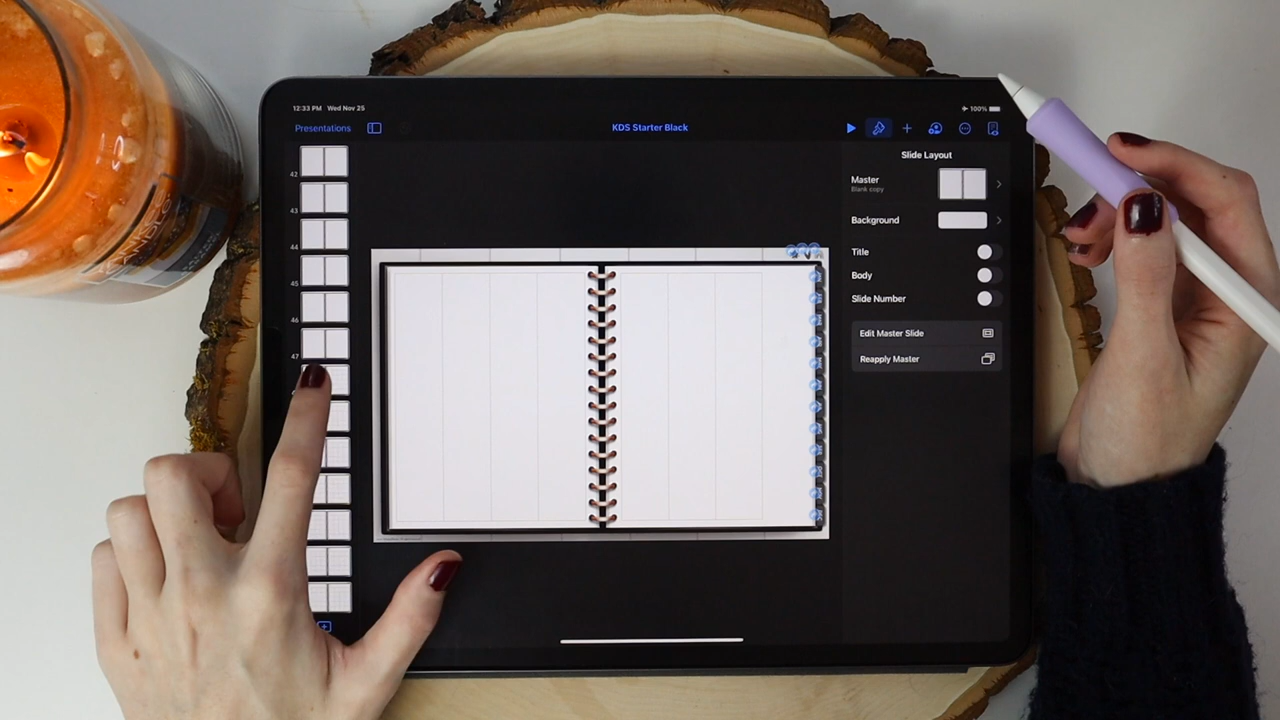 12:33 PM Wed Nov 25
100%
Presentations
KDS Starter Black
42
43
44
45
46
47
Slide Layout
Master
Blank copy
Background
Title
Body
Slide Number
Edit Master Slide
Reapply Master